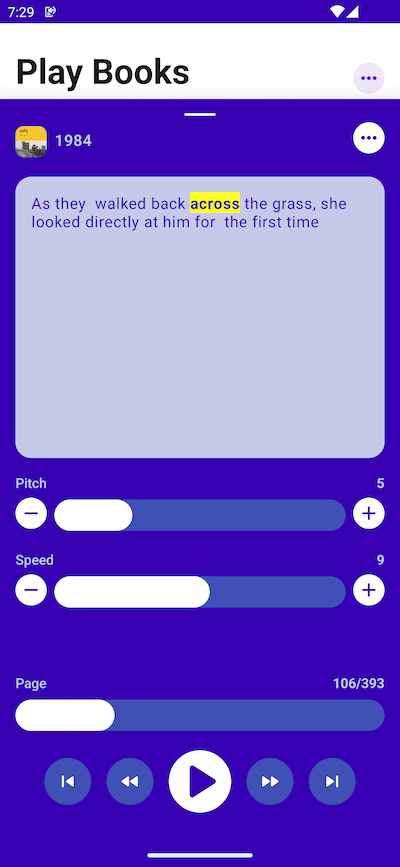 7:29
Play Books
1984
As they  walked back across the grass, she
looked directly at him for  the first time
Pitch 5
Speed 9
Page 106/393